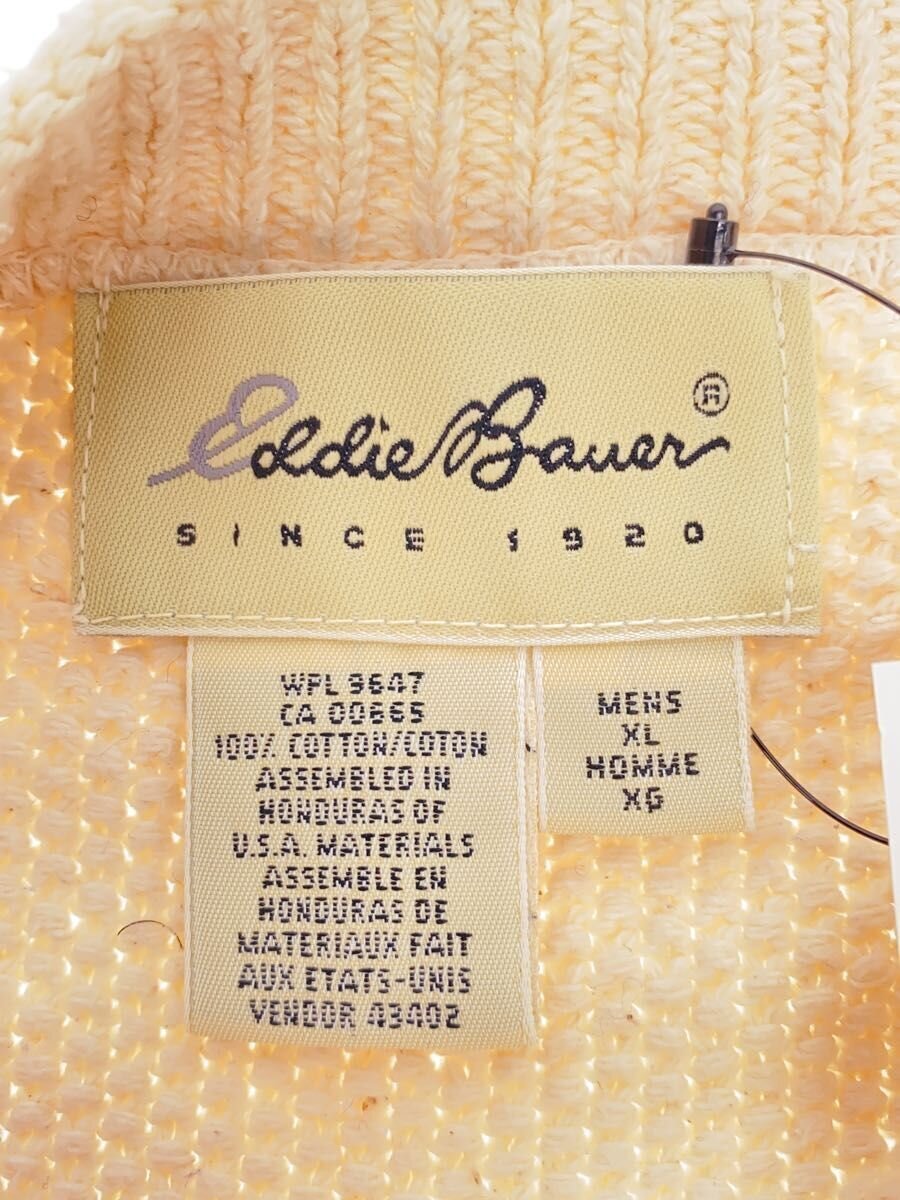 Eddie Bauer ®
SINCE 1920
WPL 9647
CA 00665
100% COTTON/COTON
ASSEMBLED IN
HONDURAS OF
U.S.A. MATERIALS
ASSEMBLE EN
HONDURAS DE
MATERIAUX FAIT
AUX ETATS-UNIS
VENDOR 43402
MENS
XL
HOMME
XG